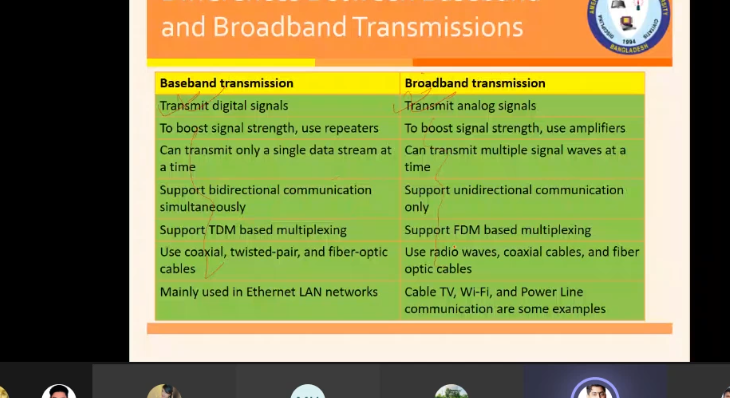 and Broadband Transmissions
1994
BANGLADESH
Baseband transmission
Broadband transmission
Transmit digital signals
Transmit analog signals
To boost signal strength, use repeaters
To boost signal strength, use amplifiers
Can transmit only a single data stream at
a time
Can transmit multiple signal waves at a
time
Support bidirectional communication
simultaneously
Support unidirectional communication
only
Support TDM based multiplexing
Support FDM based multiplexing
Use coaxial, twisted-pair, and fiber-optic
cables
Use radio waves, coaxial cables, and fiber
optic cables
Mainly used in Ethernet LAN networks
Cable TV, Wi-Fi, and Power Line
communication are some examples